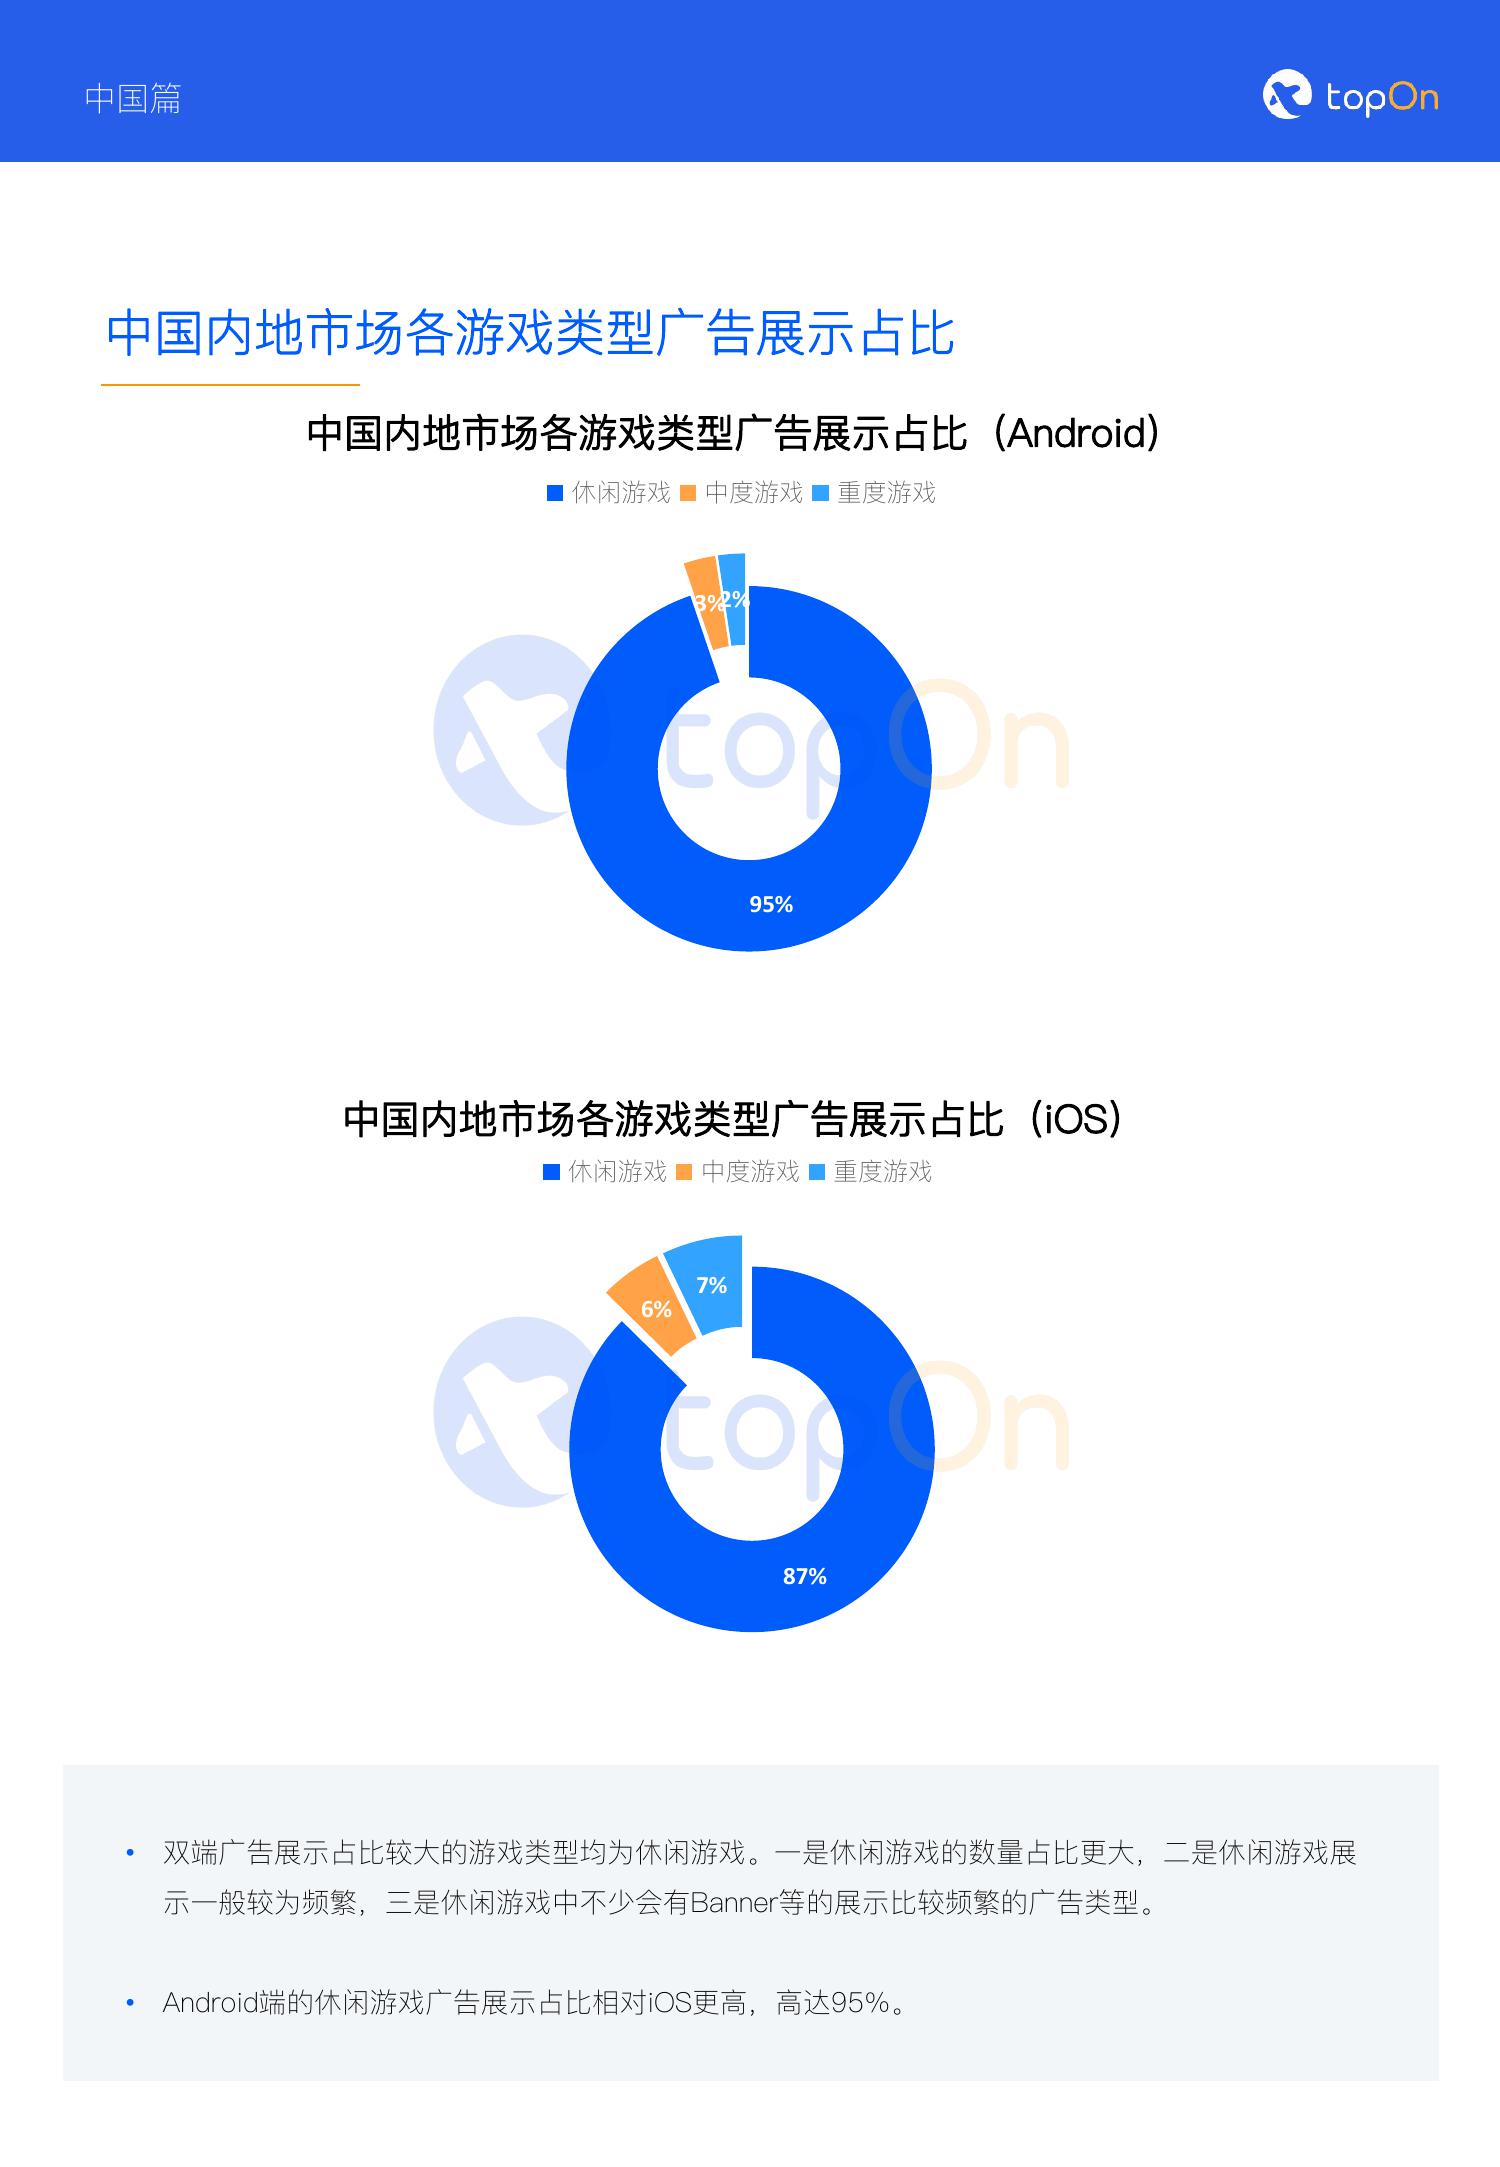 中国篇
topOn
中国内地市场各游戏类型广告展示占比
中国内地市场各游戏类型广告展示占比（Android）
休闲游戏 中度游戏 重度游戏
3% 2%
topOn
95%
中国内地市场各游戏类型广告展示占比（iOS）
休闲游戏 中度游戏 重度游戏
7%
6%
topOn
87%
• 双端广告展示占比较大的游戏类型均为休闲游戏。一是休闲游戏的数量占比更大，二是休闲游戏展
示一般较为频繁，三是休闲游戏中不少会有Banner等的展示比较频繁的广告类型。
• Android端的休闲游戏广告展示占比相对iOS更高，高达95%。